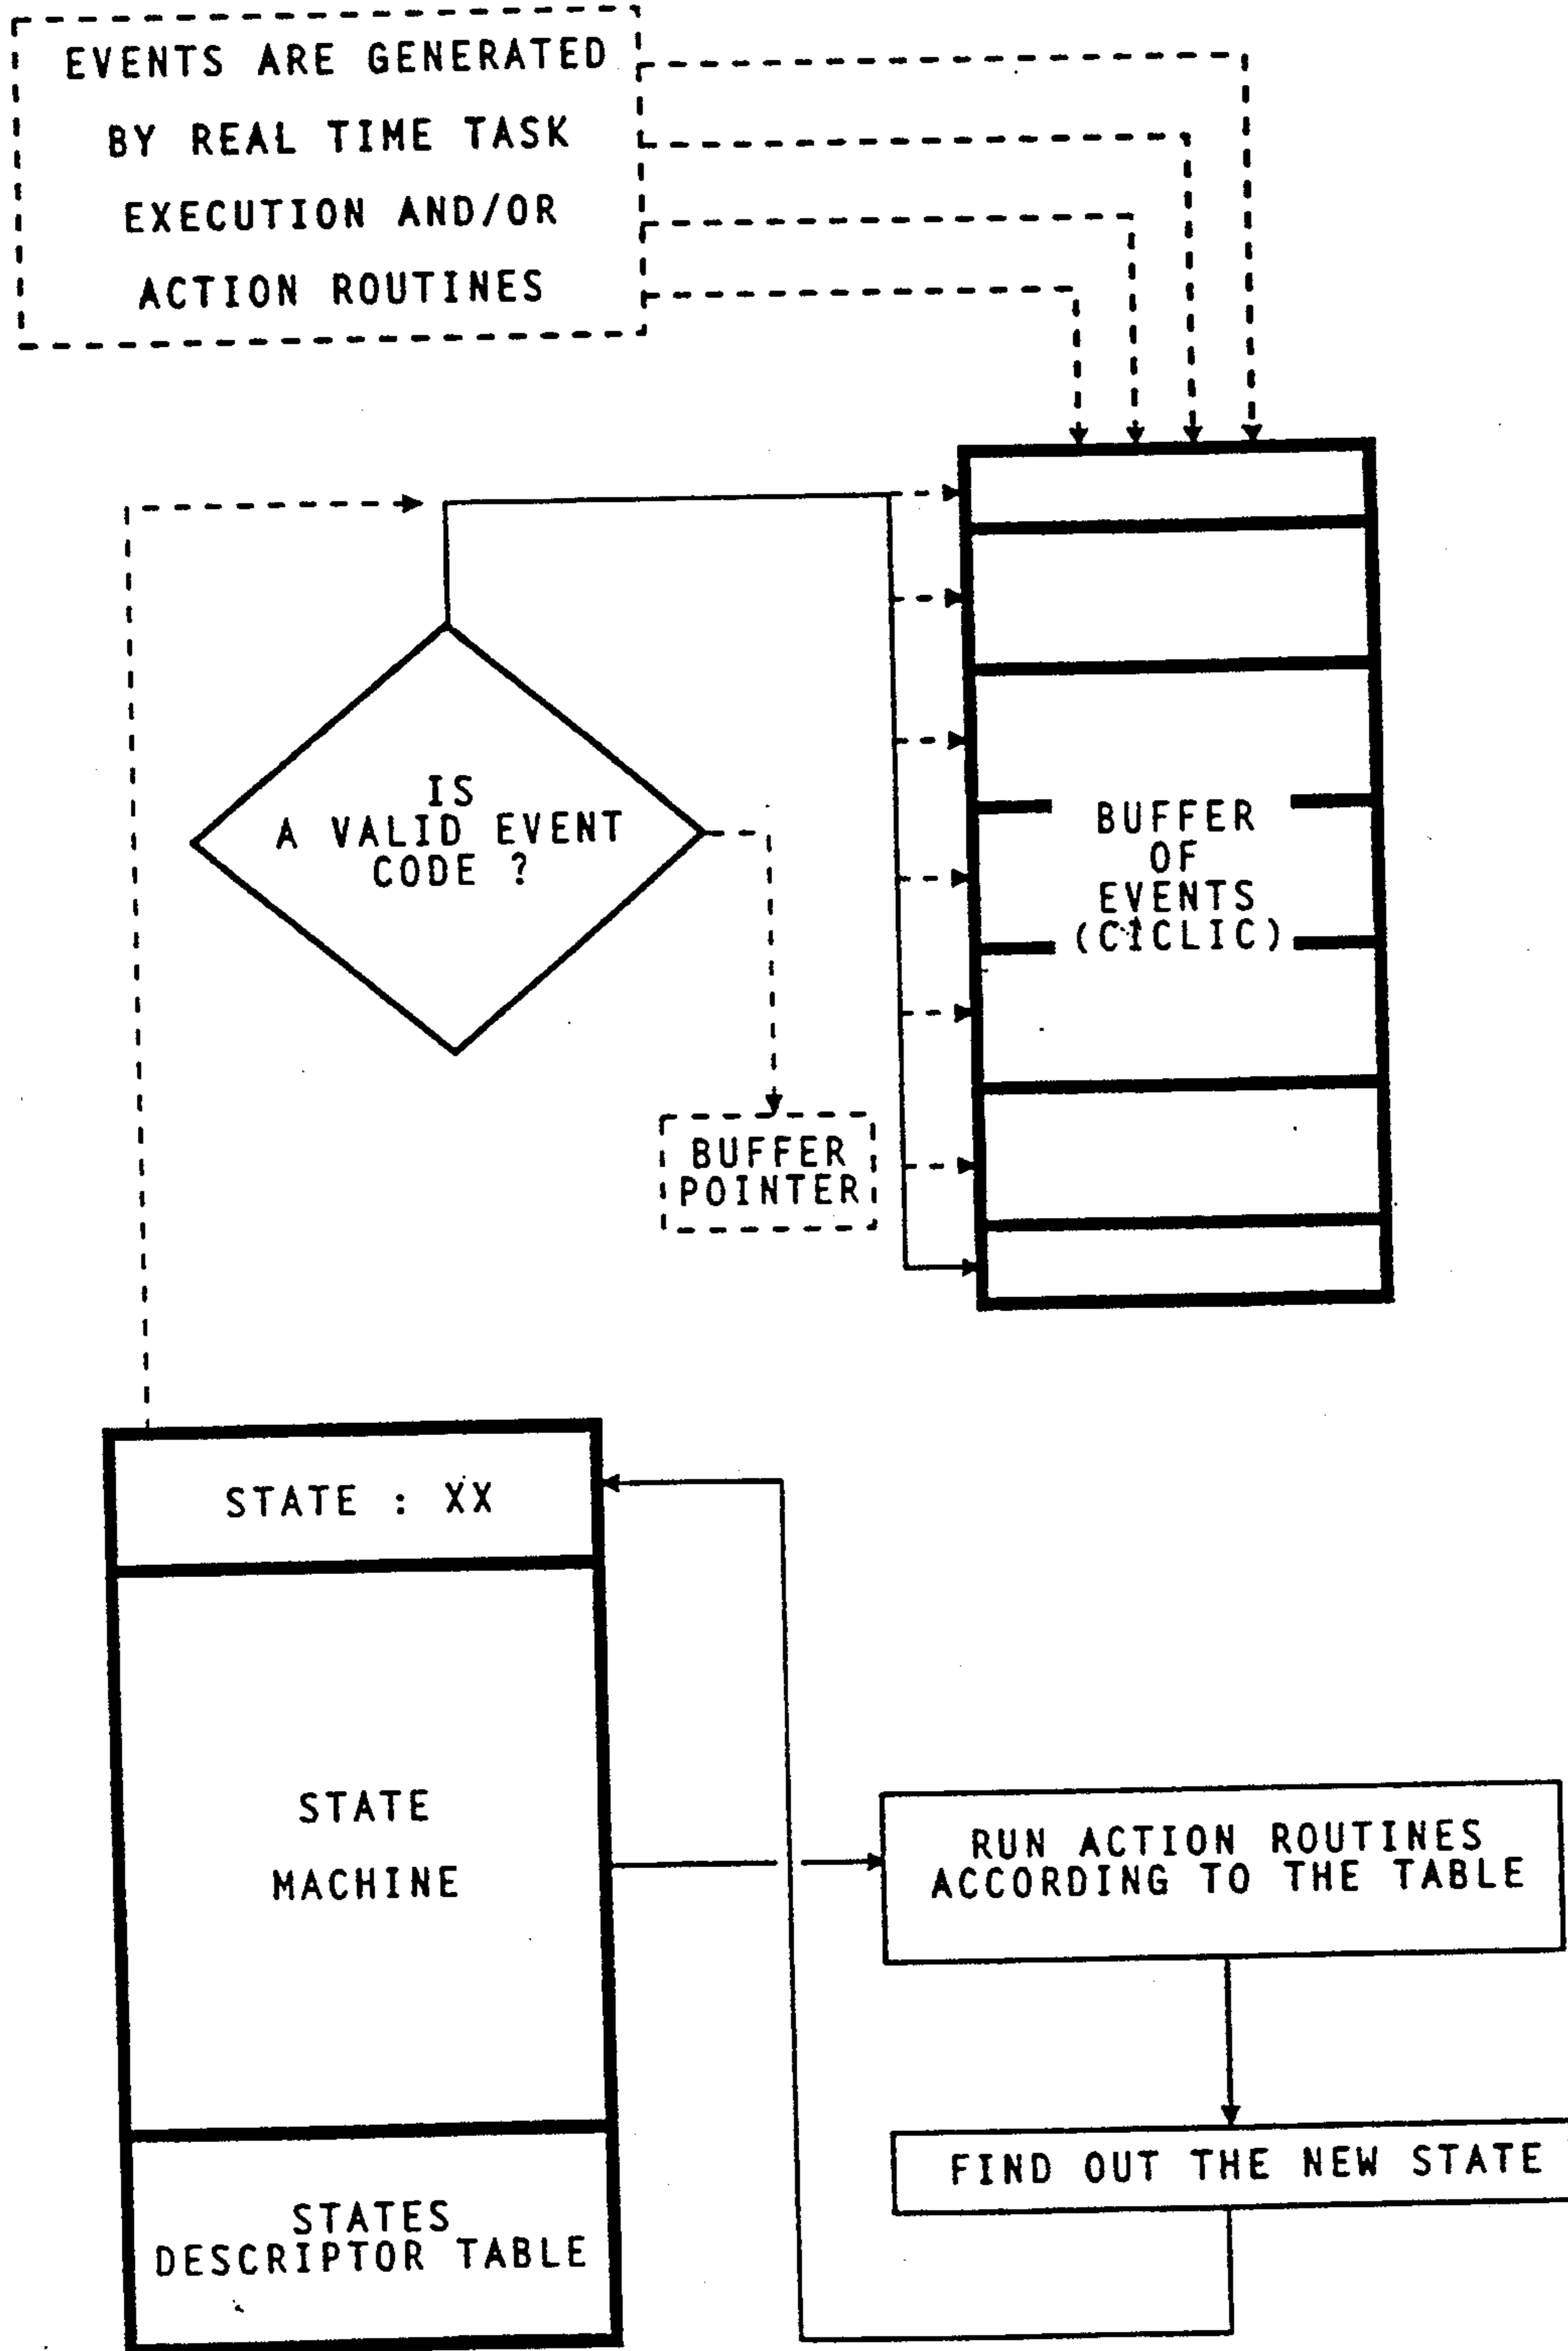 EVENTS ARE GENERATED
BY REAL TIME TASK
EXECUTION AND/OR
ACTION ROUTINES
IS
A VALID EVENT
CODE ?
BUFFER
OF
EVENTS
(CICLIC)
BUFFER
POINTER
STATE : XX
STATE
MACHINE
RUN ACTION ROUTINES
ACCORDING TO THE TABLE
FIND OUT THE NEW STATE
STATES
DESCRIPTOR TABLE